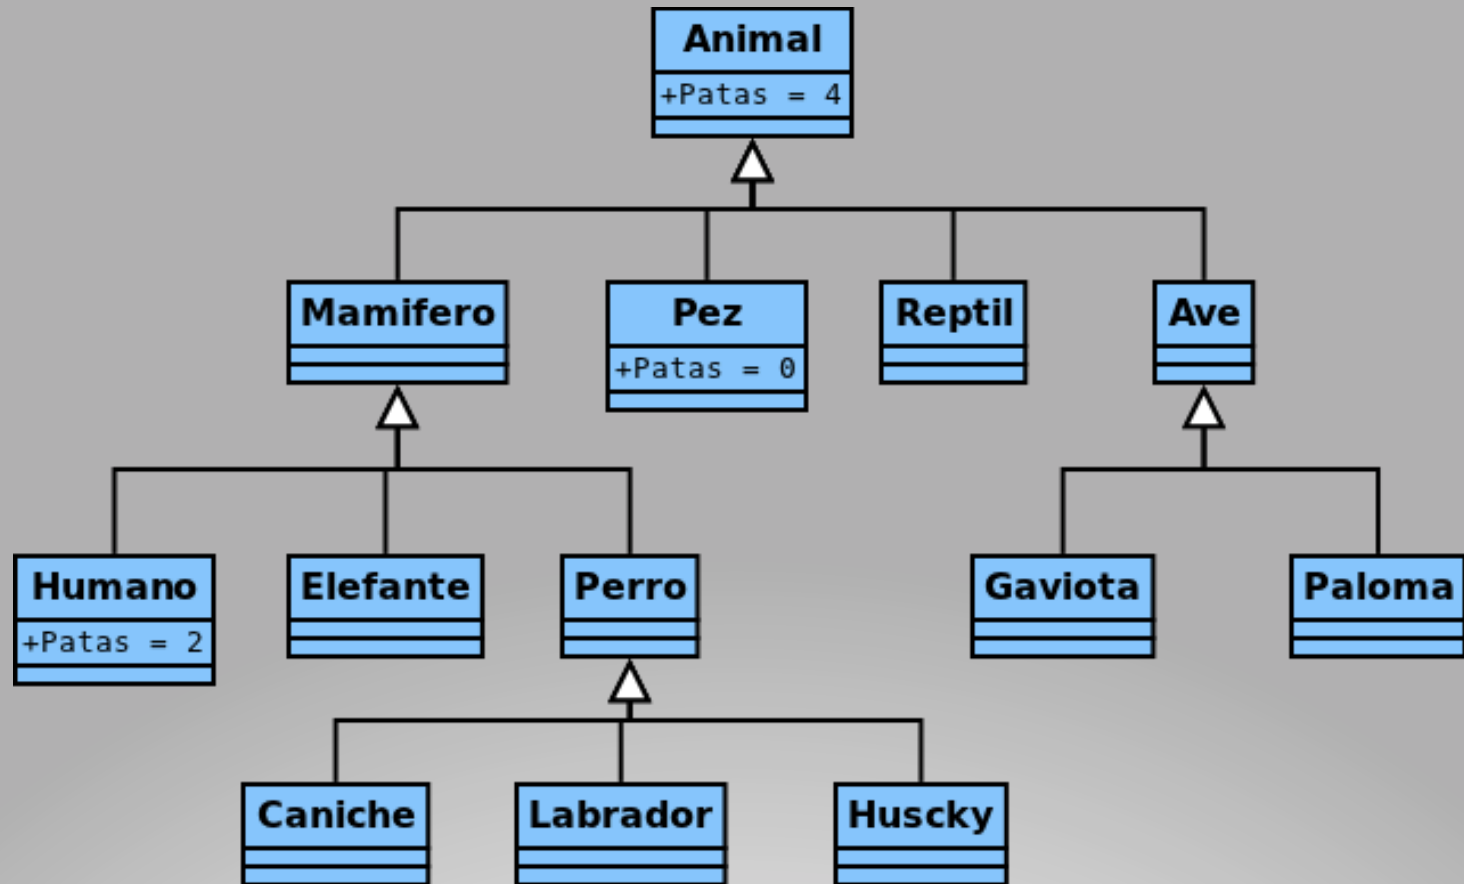 Animal
+Patas = 4
Mamifero
Pez
+Patas = 0
Reptil
Ave
Humano
+Patas = 2
Elefante
Perro
Gaviota
Paloma
Caniche
Labrador
Huscky